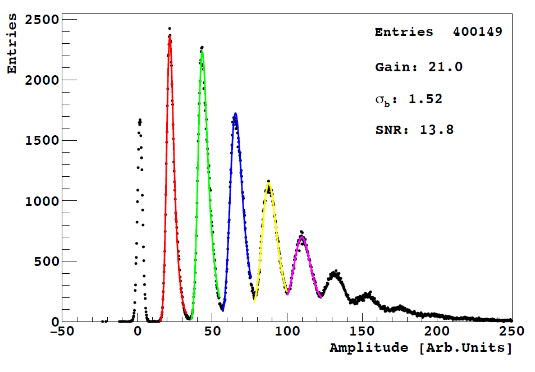 Entries
2500
2000
1500
1000
500
0
Entries 400149
Gain: 21.0
σb: 1.52
SNR: 13.8
−50 0 50 100 150 200 250
Amplitude [Arb.Units]